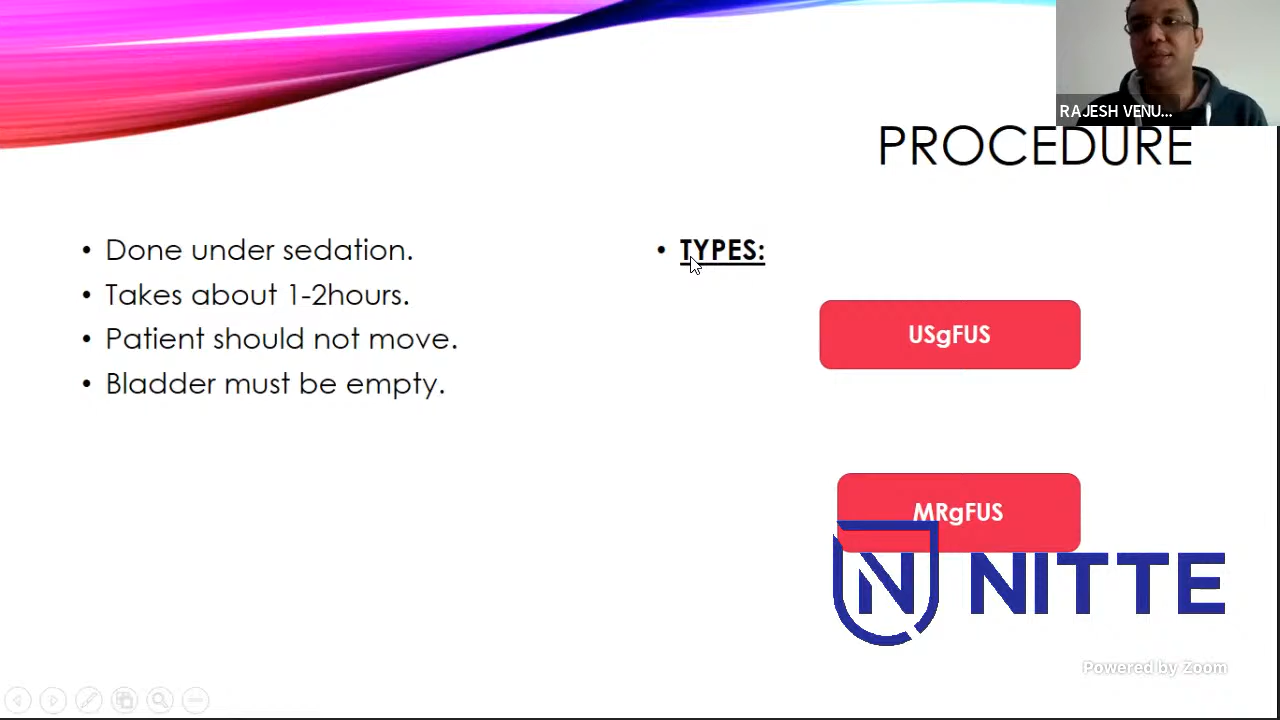 RAJESH VENU...
PROCEDURE
• Done under sedation.
• Takes about 1-2hours.
• Patient should not move.
• Bladder must be empty.
• TYPES:
USgFUS
MRgFUS
N NITTE
Powered by Zoom